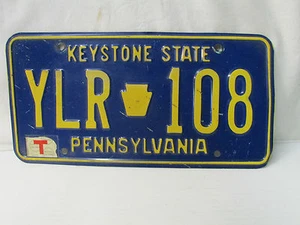 KEYSTONE STATE
YLR 108
T
PENNSYLVANIA